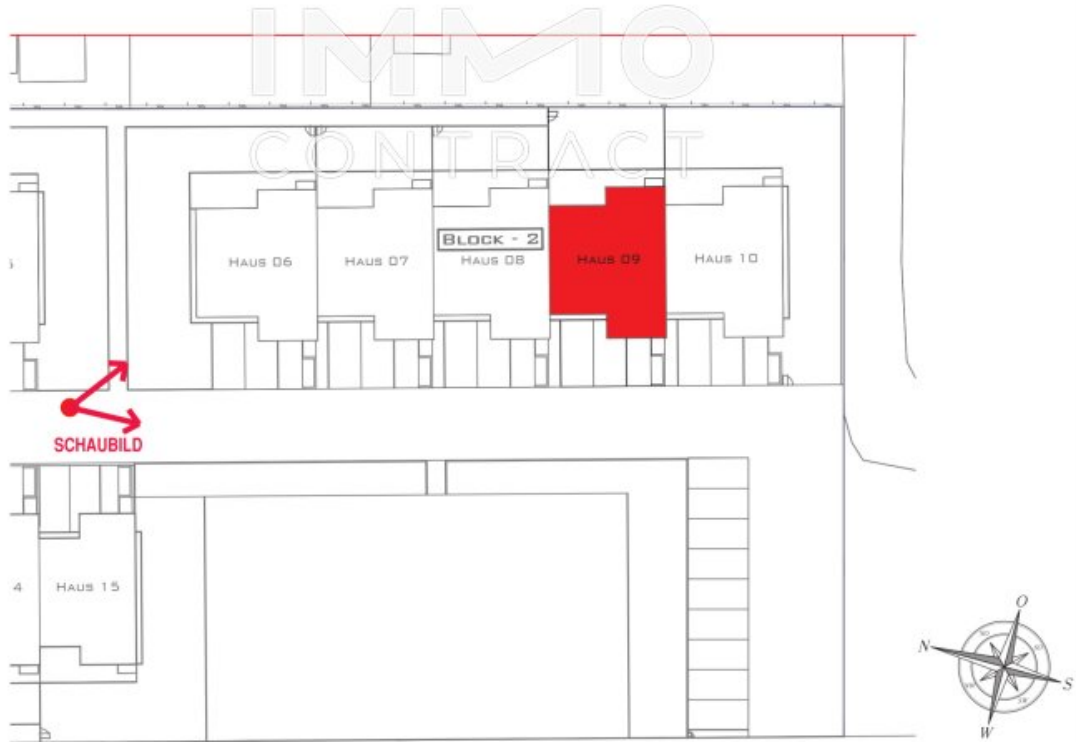 IMMO
CONTRACT
BLOCK - 2
HAUS 06
HAUS 07
HAUS 08
HAUS 09
HAUS 10
SCHAUBILD
4
HAUS 15
O
N
S
W